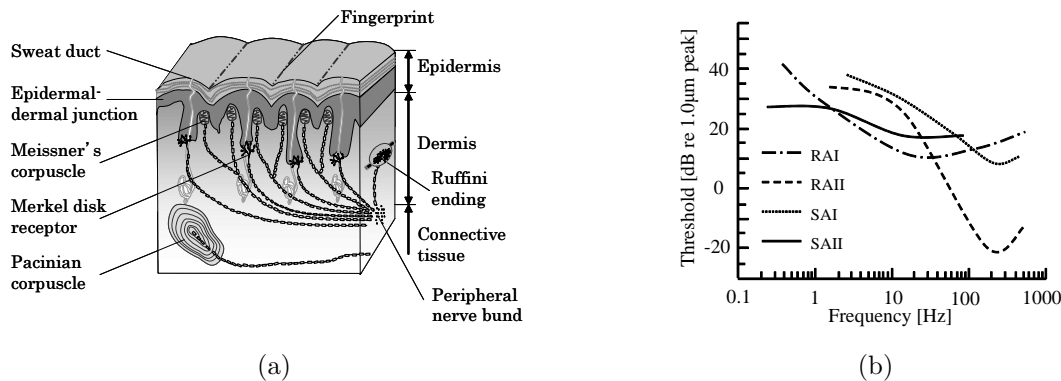 Fingerprint
Sweat duct
Epidermis
Epidermal-
dermal junction
Dermis
Meissner's
corpuscle
Ruffini
ending
Merkel disk
receptor
Connective
tissue
Pacinian
corpuscle
Peripheral
nerve bund
(a)
Threshold [dB re 1.0μm peak]
40
20
0
-20
RAI
RAII
SAI
SAII
0.1
1
10
100
1000
Frequency [Hz]
(b)